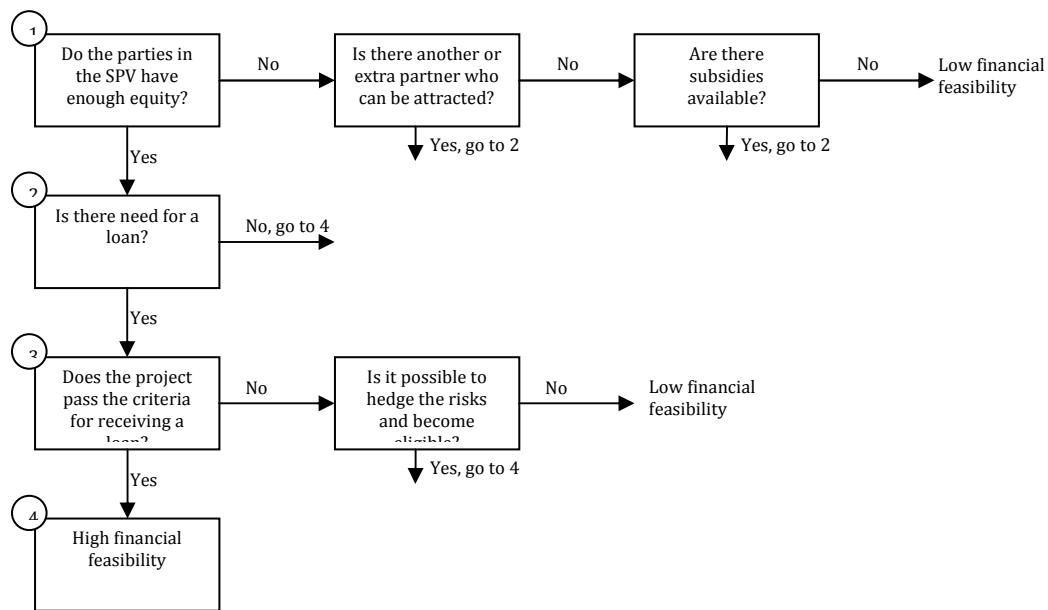 1
Do the parties in
the SPV have
enough equity?
No
Is there another or
extra partner who
can be attracted?
No
Are there
subsidies
available?
No
Low financial
feasibility
Yes
Yes, go to 2
Yes, go to 2
2
Is there need for a
loan?
No, go to 4
Yes
3
Does the project
pass the criteria
for receiving a
loan?
No
Is it possible to
hedge the risks
and become
eligible?
No
Low financial
feasibility
Yes
Yes, go to 4
4
High financial
feasibility